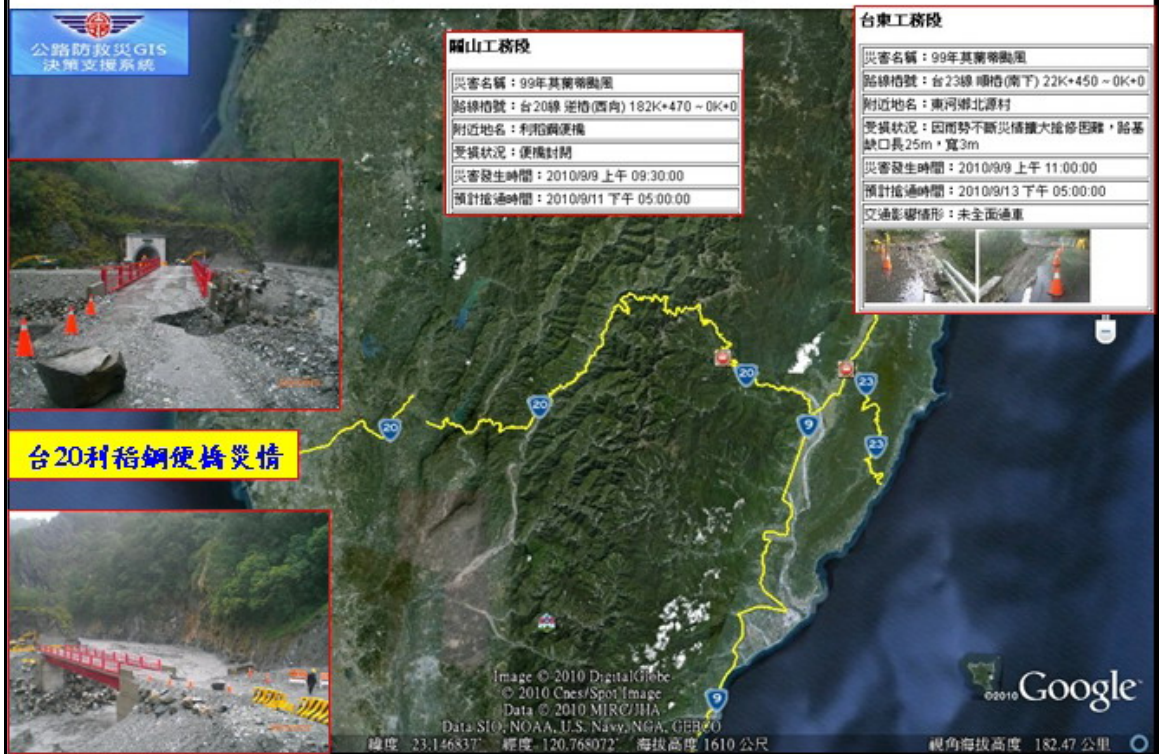 公路防救災GIS
決策支援系統
關山工務段
災害名稱：99年莫蘭蒂颱風
路線樁號：台20線 逆樁(西向) 182K+470 ~ 0K+0
附近地名：利稻鋼便橋
受損狀況：便橋封閉
災害發生時間：2010/9/9 上午 09:30:00
預計搶通時間：2010/9/11 下午 05:00:00
台東工務段
災害名稱：99年莫蘭蒂颱風
路線樁號：台23線 順樁(南下) 22K+450 ~ 0K+0
附近地名：東河鄉北源村
受損狀況：因雨勢不斷災情擴大搶修困難，路基
缺口長25m，寬3m
災害發生時間：2010/9/9 上午 11:00:00
預計搶通時間：2010/9/13 下午 05:00:00
交通影響情形：未全面通車
20
20
20
9
23
23
9
台20利稻鋼便橋災情
Image © 2010 DigitalGlobe
© 2010 Cnes/Spot Image
Data © 2010 MIRC/JHA
Data SIO, NOAA, U.S. Navy, NGA, GEBCO
©2010 Google
緯度 23.146837° 經度 120.768072° 海拔高度 1610 公尺
視角海拔高度 182.47 公里